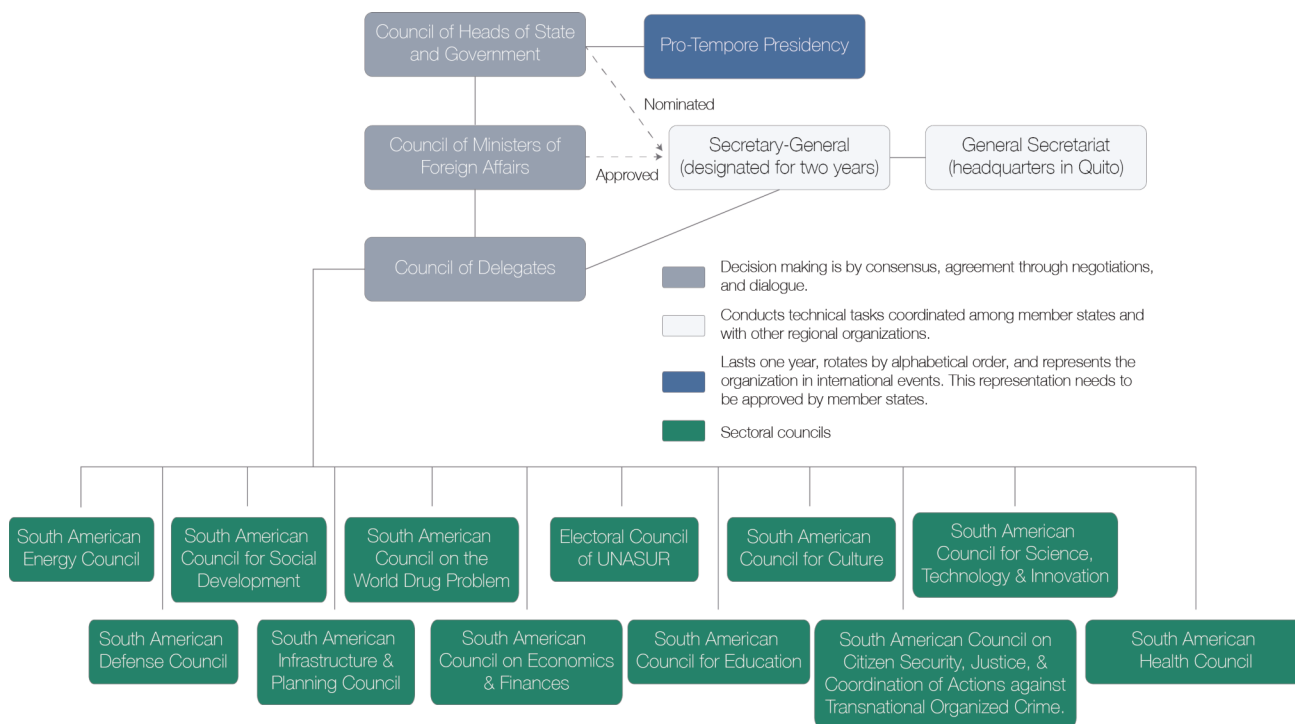 Council of Heads of State
and Government
Pro-Tempore Presidency
Nominated
Council of Ministers of
Foreign Affairs
Approved
Secretary-General
(designated for two years)
General Secretariat
(headquarters in Quito)
Council of Delegates
Decision making is by consensus, agreement through negotiations,
and dialogue.
Conducts technical tasks coordinated among member states and
with other regional organizations.
Lasts one year, rotates by alphabetical order, and represents the
organization in international events. This representation needs to
be approved by member states.
Sectoral councils
South American
Energy Council
South American
Council for Social
Development
South American
Council on the
World Drug Problem
Electoral Council
of UNASUR
South American
Council for Culture
South American
Council for Science,
Technology & Innovation
South American
Defense Council
South American
Infrastructure &
Planning Council
South American
Council on Economics
& Finances
South American
Council for Education
South American Council on
Citizen Security, Justice, &
Coordination of Actions against
Transnational Organized Crime.
South American
Health Council